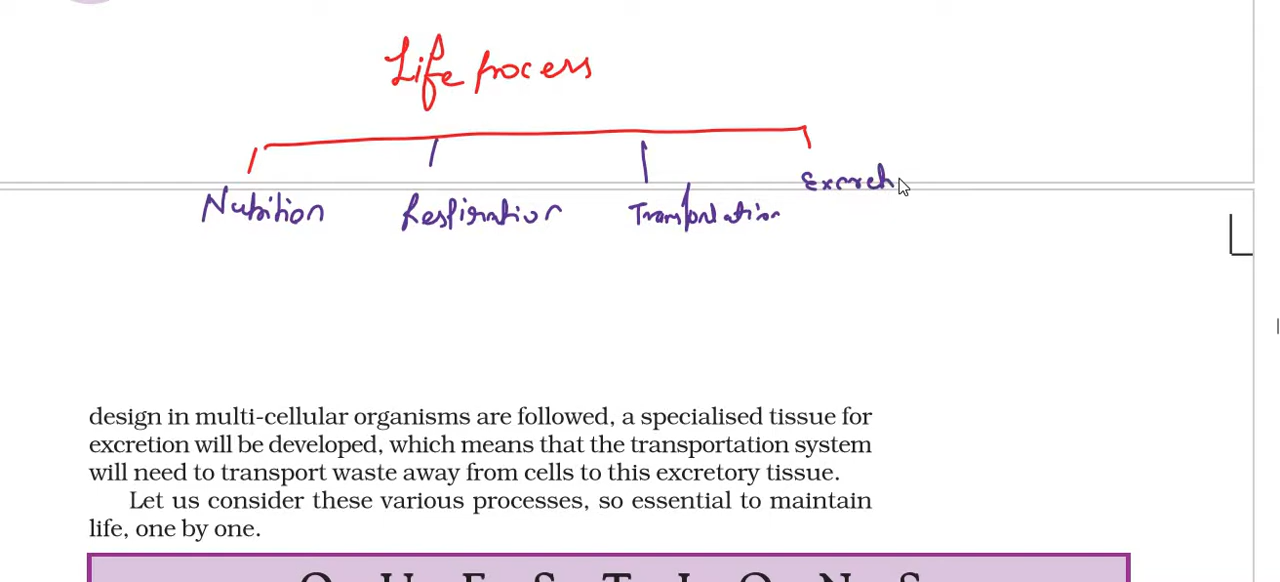 Life process
Nutrition Respiration Transportation Excreti
design in multi-cellular organisms are followed, a specialised tissue for
excretion will be developed, which means that the transportation system
will need to transport waste away from cells to this excretory tissue.
Let us consider these various processes, so essential to maintain
life, one by one.
QUESTIONS